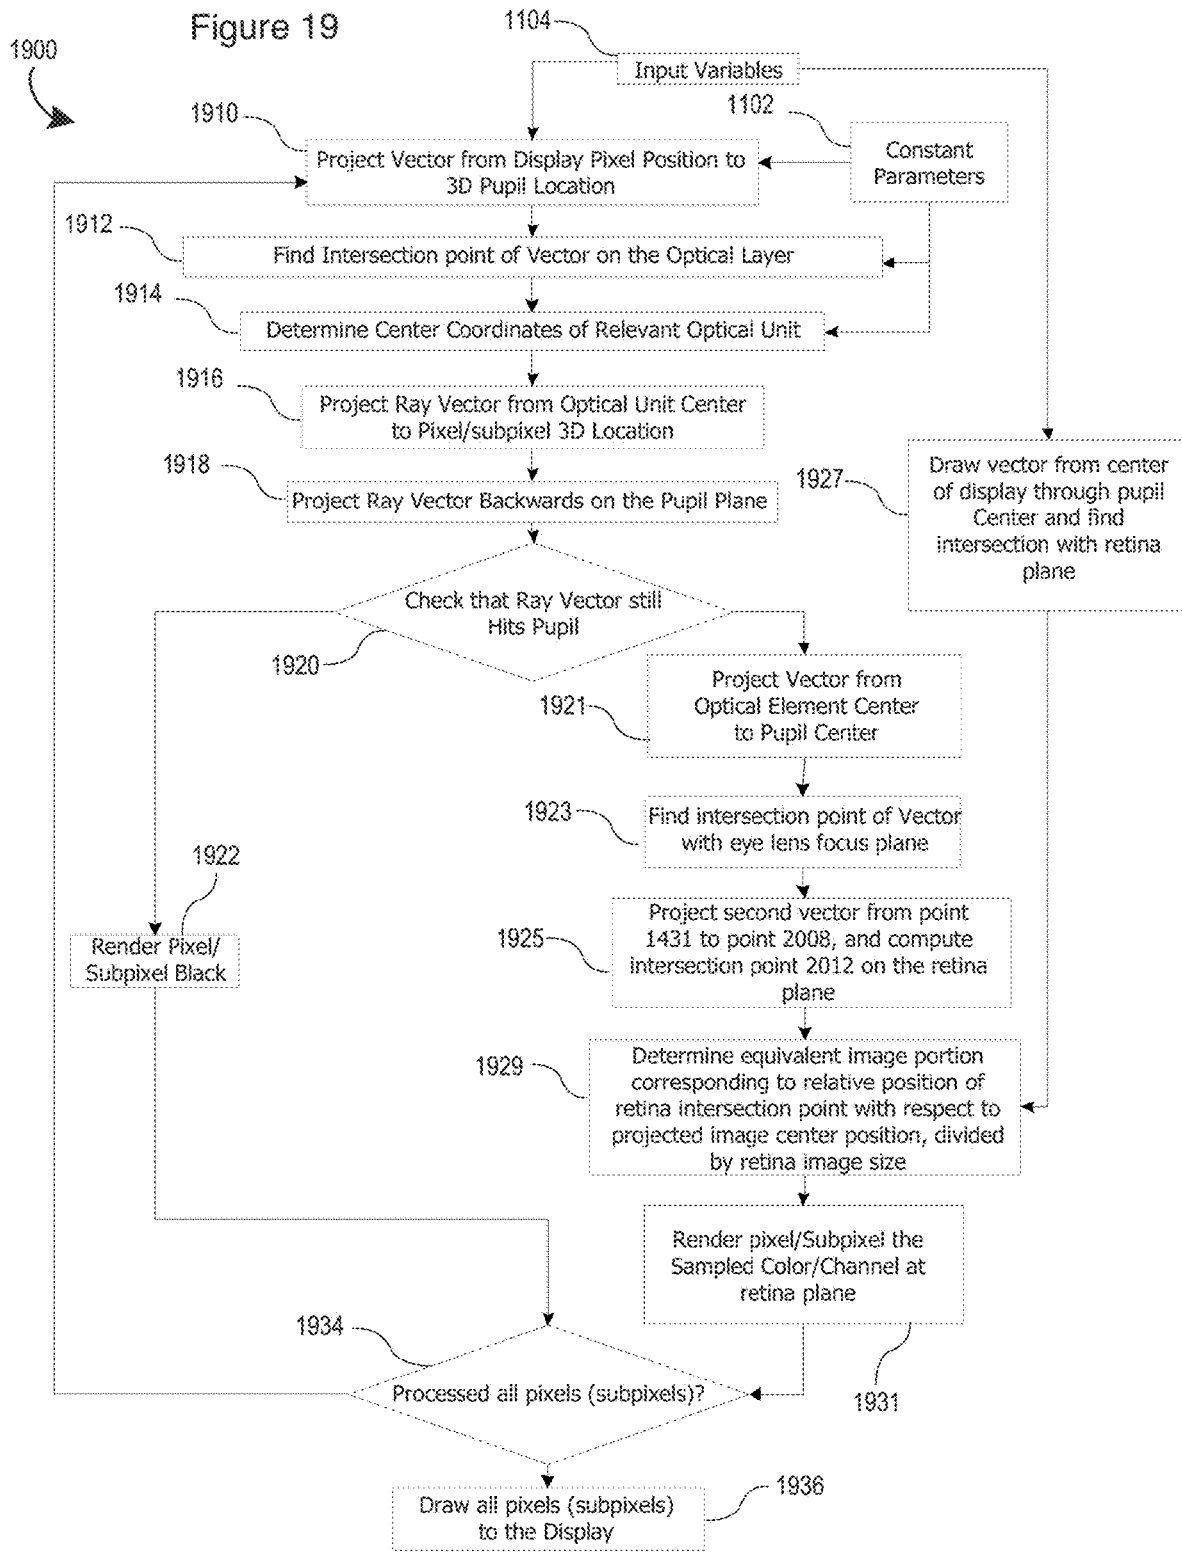 Figure 19
1900
1104
Input Variables
1102
Constant
Parameters
1910
Project Vector from Display Pixel Position to
3D Pupil Location
1912
Find Intersection point of Vector on the Optical Layer
1914
Determine Center Coordinates of Relevant Optical Unit
1916
Project Ray Vector from Optical Unit Center
to Pixel/subpixel 3D Location
1918
Project Ray Vector Backwards on the Pupil Plane
1927
Draw vector from center
of display through pupil
Center and find
intersection with retina
plane
Check that Ray Vector still
Hits Pupil
1920
1921
Project Vector from
Optical Element Center
to Pupil Center
1923
Find intersection point of Vector
with eye lens focus plane
1922
Render Pixel/
Subpixel Black
1925
Project second vector from point
1431 to point 2008, and compute
intersection point 2012 on the retina
plane
1929
Determine equivalent image portion
corresponding to relative position of
retina intersection point with respect to
projected image center position, divided
by retina image size
Render pixel/Subpixel the
Sampled Color/Channel at
retina plane
1931
1934
Processed all pixels (subpixels)?
1936
Draw all pixels (subpixels)
to the Display